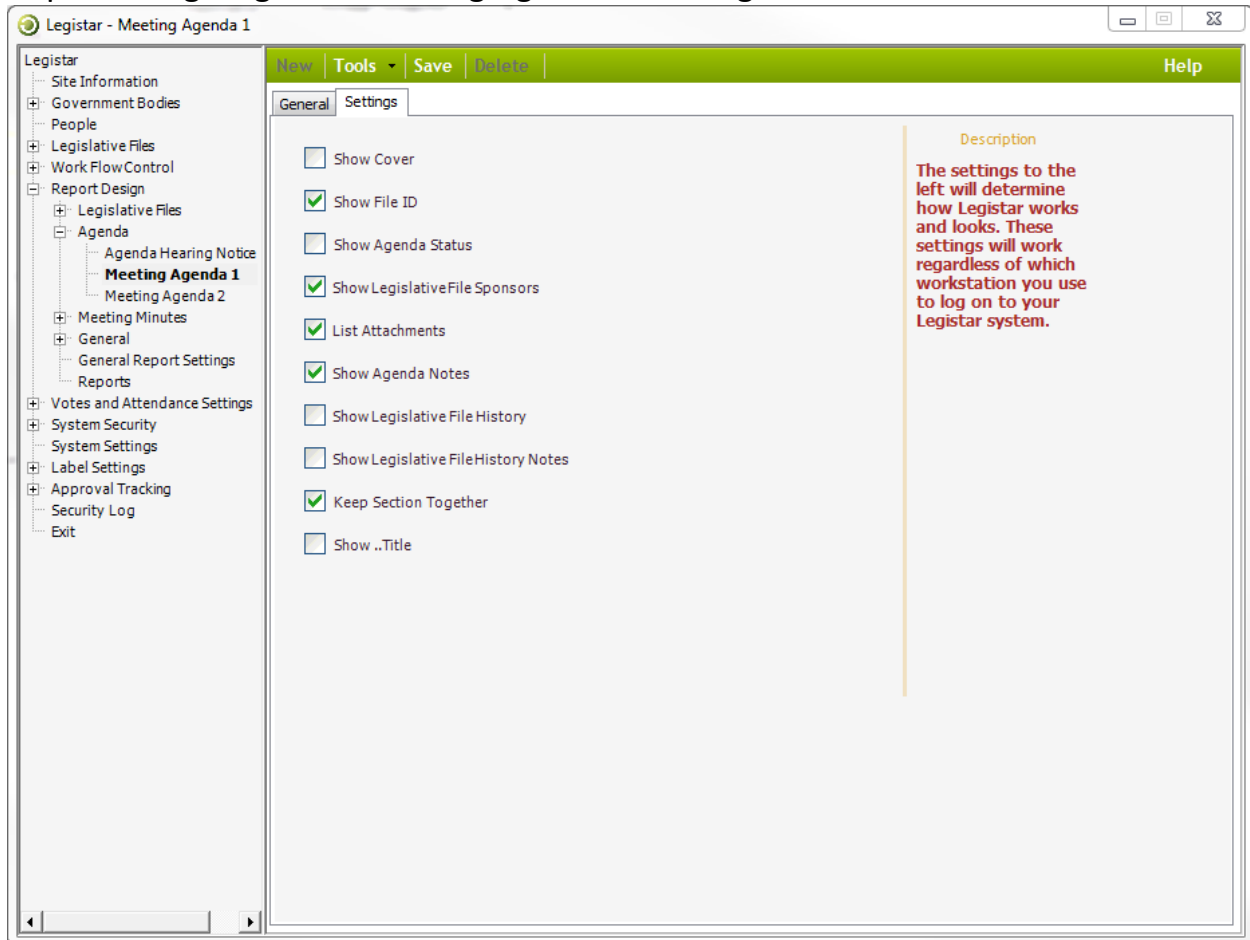 Legistar - Meeting Agenda 1
Legistar
Site Information
Government Bodies
People
Legislative Files
Work Flow Control
Report Design
Legislative Files
Agenda
Agenda Hearing Notice
Meeting Agenda 1
Meeting Agenda 2
Meeting Minutes
General
General Report Settings
Reports
Votes and Attendance Settings
System Security
System Settings
Label Settings
Approval Tracking
Security Log
Exit
New Tools Save Delete Help
General Settings
Show Cover
Show File ID
Show Agenda Status
Show Legislative File Sponsors
List Attachments
Show Agenda Notes
Show Legislative File History
Show Legislative File History Notes
Keep Section Together
Show ..Title
Description
The settings to the
left will determine
how Legistar works
and looks. These
settings will work
regardless of which
workstation you use
to log on to your
Legistar system.